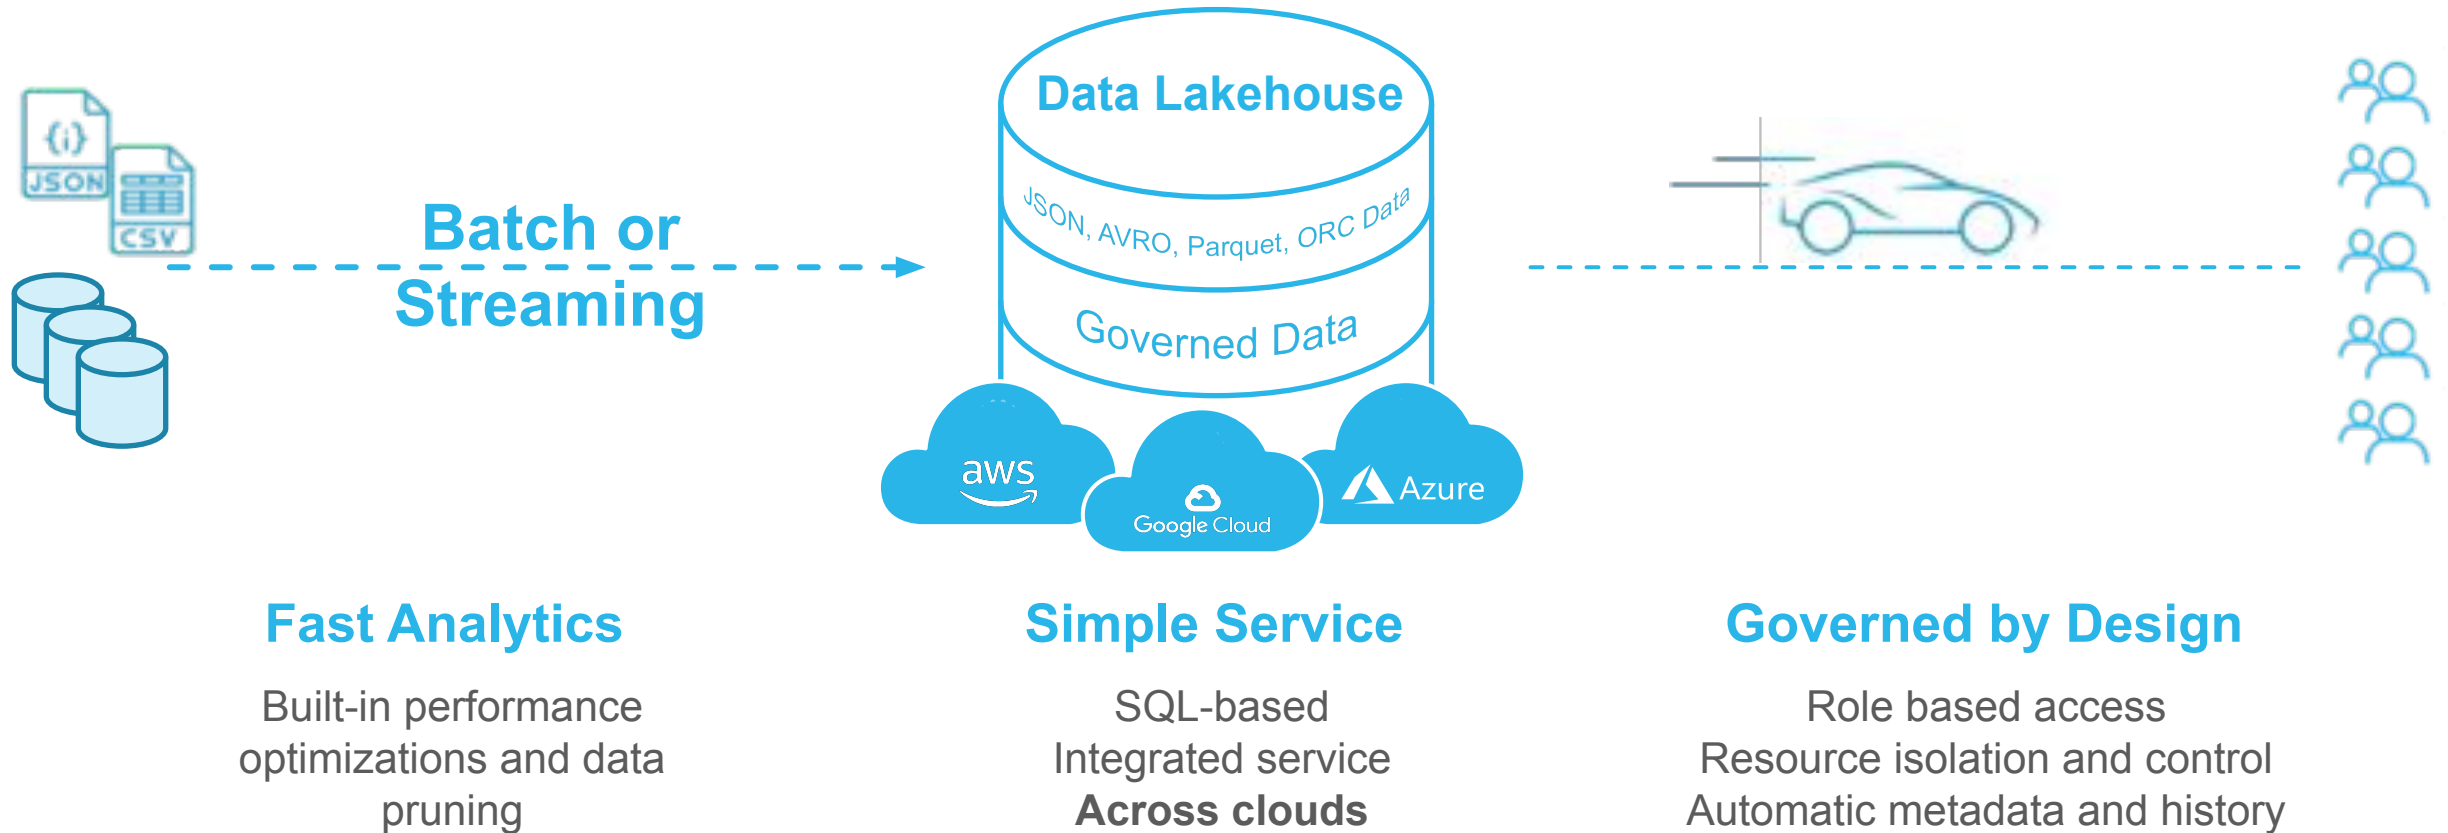 JSON
CSV
Batch or
Streaming
Data Lakehouse
JSON, AVRO, Parquet, ORC Data
Governed Data
aws
Google Cloud
Azure
Fast Analytics
Built-in performance
optimizations and data
pruning
Simple Service
SQL-based
Integrated service
Across clouds
Governed by Design
Role based access
Resource isolation and control
Automatic metadata and history